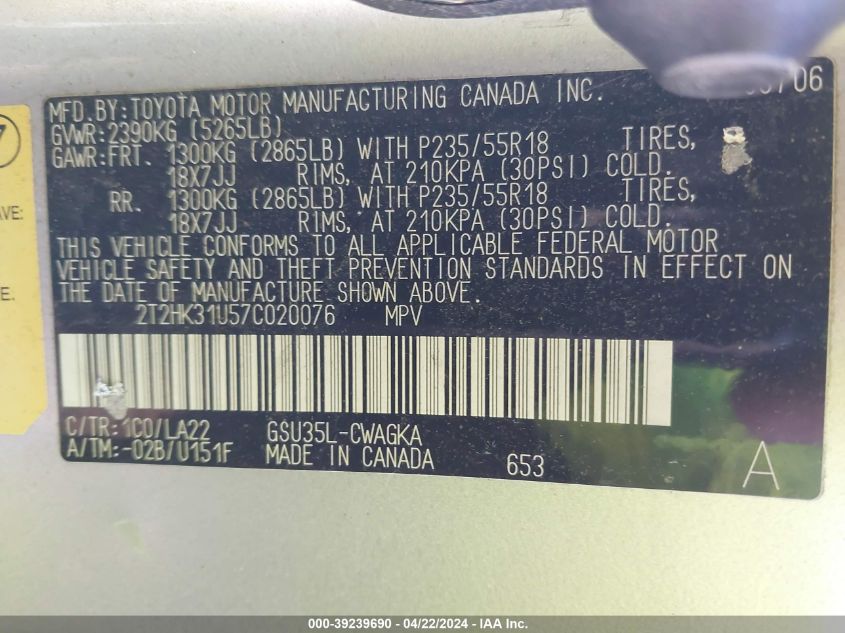 MFD.BY:TOYOTA MOTOR MANUFACTURING CANADA INC.
GVWR:2390KG (5265LB)
GAWR:FRT. 1300KG (2865LB) WITH P235/55R18 TIRES,
18X7JJ RIMS, AT 210KPA (30PSI) COLD.
RR. 1300KG (2865LB) WITH P235/55R18 TIRES,
18X7JJ RIMS, AT 210KPA (30PSI) COLD.
THIS VEHICLE CONFORMS TO ALL APPLICABLE FEDERAL MOTOR
VEHICLE SAFETY AND THEFT PREVENTION STANDARDS IN EFFECT ON
THE DATE OF MANUFACTURE SHOWN ABOVE.
2T2HK31U57C020076 MPV
C/TR: 1C0/LA22 GSU35L-CWAGKA
A/TM:-02B/U151F MADE IN CANADA 653 A
000-39239690 - 04/22/2024 - IAA Inc.